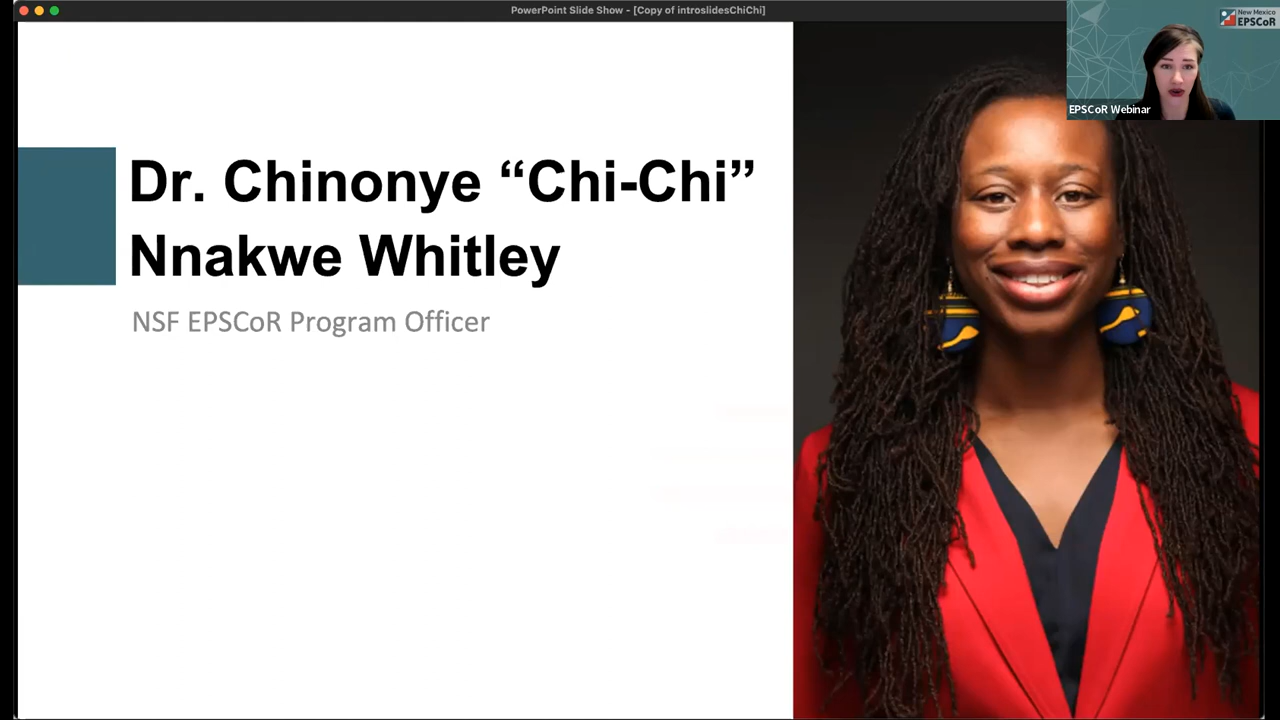 PowerPoint Slide Show - [Copy of introslidesChiChi]
New Mexico
EPSCoR
EPSCoR Webinar
Dr. Chinonye “Chi-Chi”
Nnakwe Whitley
NSF EPSCoR Program Officer